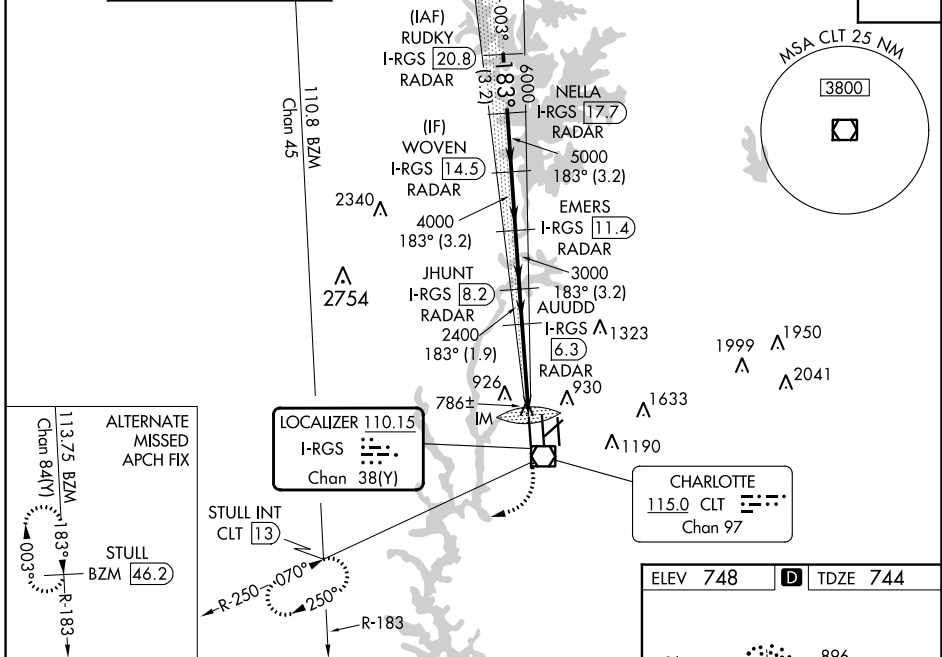 (IAF)
RUDKY
I-RGS 20.8
RADAR
003°
183°
6000
(3.2)
NELLA
I-RGS 17.7
RADAR
5000
183° (3.2)
(IF)
WOVEN
I-RGS 14.5
RADAR
4000
183° (3.2)
EMERS
I-RGS 11.4
RADAR
3000
183° (3.2)
JHUNT
I-RGS 8.2
RADAR
2400
183° (1.9)
AUUDD
I-RGS
6.3
RADAR
110.8 BZM
Chan 45
2340
2754
MSA CLT 25 NM
3800
1323
1950
1999
2041
926
930
1633
786±
IM
1190
LOCALIZER 110.15
I-RGS
Chan 38(Y)
CHARLOTTE
115.0 CLT
Chan 97
ALTERNATE
MISSED
APCH FIX
113.75 BZM
Chan 84(Y)
183°
003°
STULL
BZM 46.2
R-183
STULL INT
CLT 13
R-250
070°
250°
R-183
ELEV 748 D TDZE 744
896